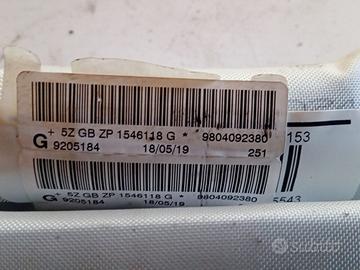 + 5Z GB ZP 1546118 G * 9804092380
G 9205184 18/05/19 251
153
+ 5Z GB ZP 1546118 G * 9804092380
G 9205184 18/05/19
5543
subito